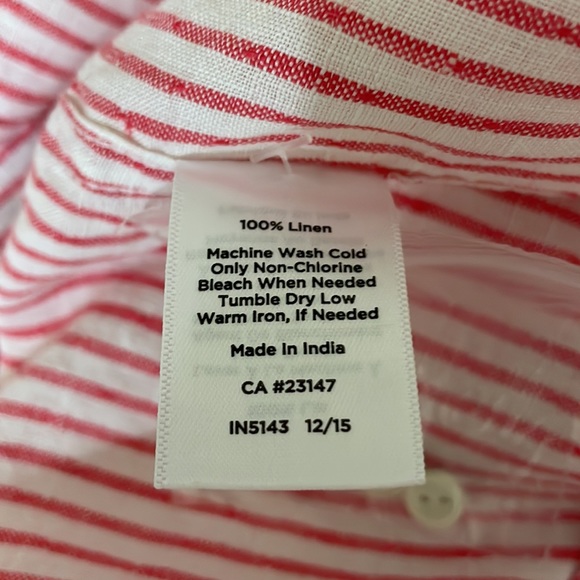 100% Linen
Machine Wash Cold
Only Non-Chlorine
Bleach When Needed
Tumble Dry Low
Warm Iron, If Needed
Made In India
CA #23147
IN5143 12/15